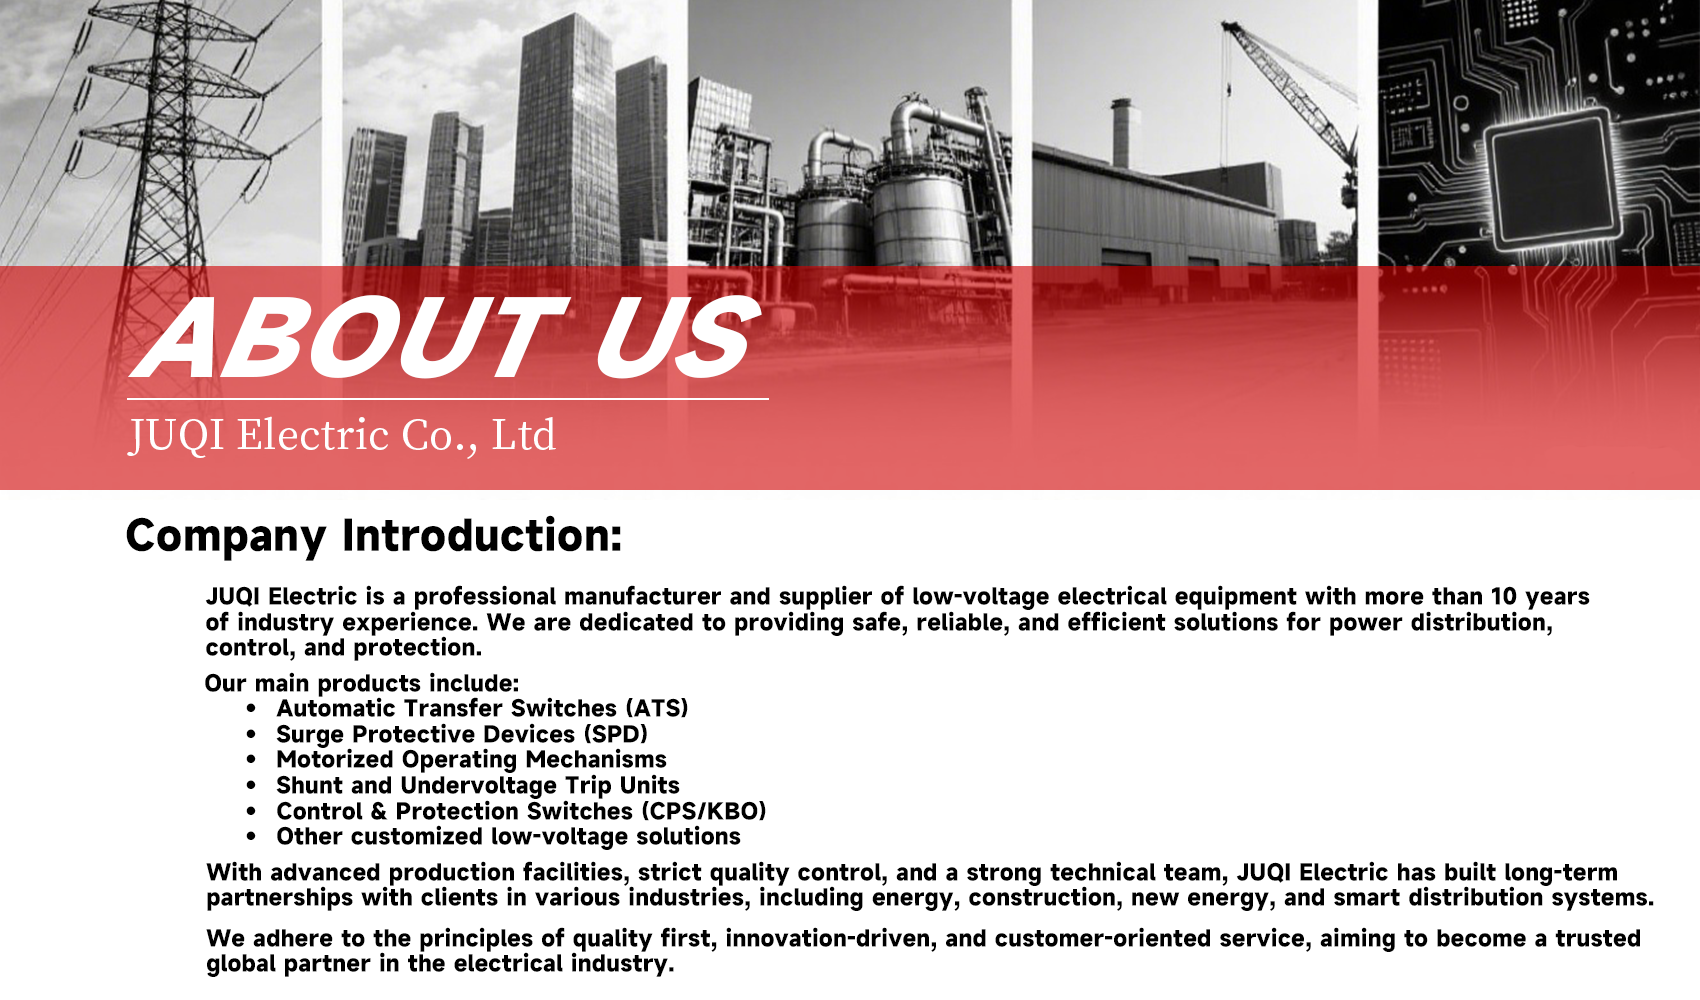 ABOUT US
JUQI Electric Co., Ltd
Company Introduction:
JUQI Electric is a professional manufacturer and supplier of low-voltage electrical equipment with more than 10 years
of industry experience. We are dedicated to providing safe, reliable, and efficient solutions for power distribution,
control, and protection.
Our main products include:
• Automatic Transfer Switches (ATS)
• Surge Protective Devices (SPD)
• Motorized Operating Mechanisms
• Shunt and Undervoltage Trip Units
• Control & Protection Switches (CPS/KBO)
• Other customized low-voltage solutions
With advanced production facilities, strict quality control, and a strong technical team, JUQI Electric has built long-term
partnerships with clients in various industries, including energy, construction, new energy, and smart distribution systems.
We adhere to the principles of quality first, innovation-driven, and customer-oriented service, aiming to become a trusted
global partner in the electrical industry.